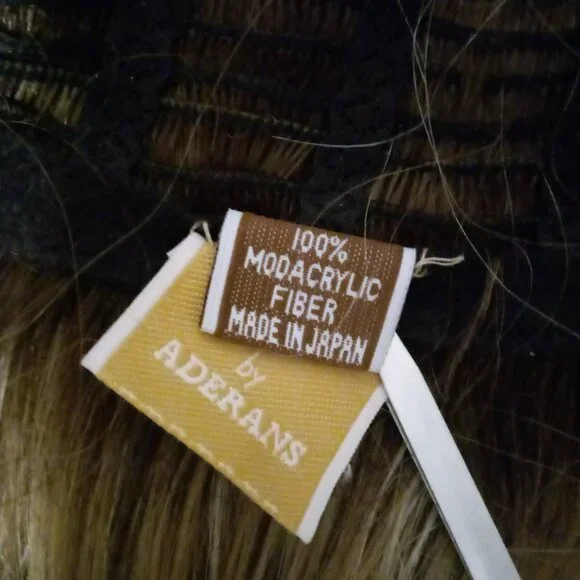 100%
MODACRYLIC
FIBER
MADE IN JAPAN
by
ADERANS